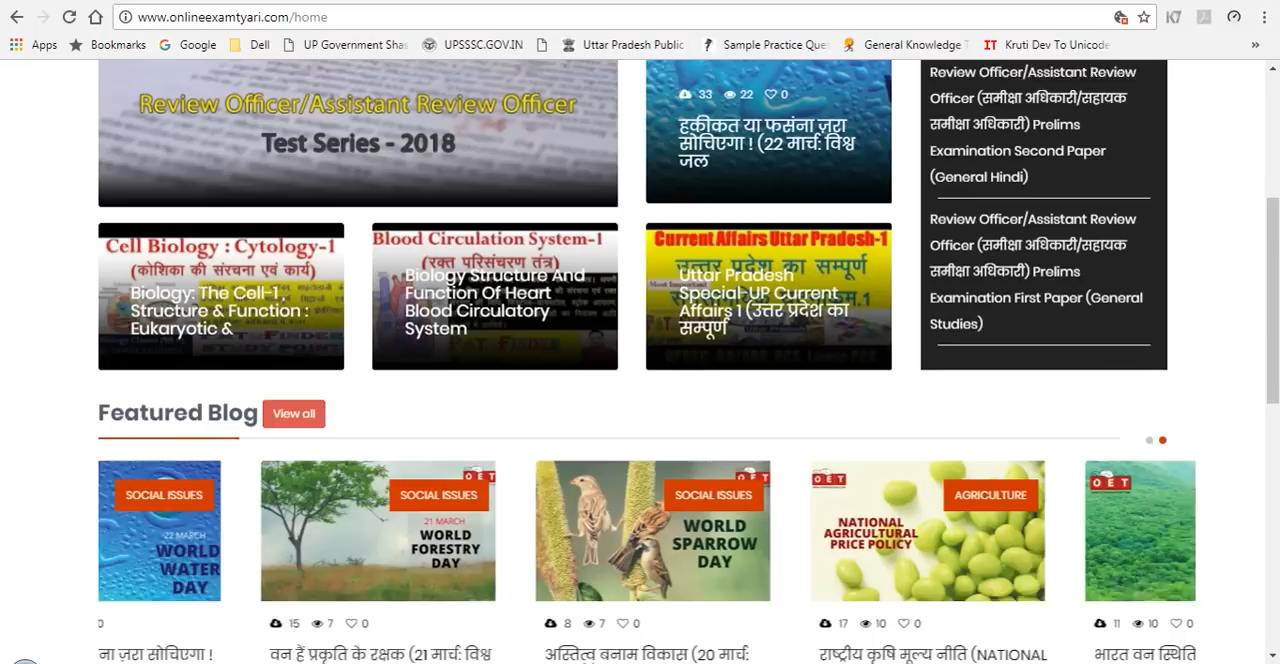 www.onlineexamtyari.com/home
Apps
Bookmarks
Google
Dell
UP Government Shas
UPSSSC.GOV.IN
Uttar Pradesh Public
Sample Practice Que
General Knowledge T
IT Kruti Dev To Unicode
»
Review Officer/Assistant Review Officer
Test Series - 2018
33 22 0
हकीकत या फसंना ज़रा
सोचिएगा ! (22 मार्च: विश्व
जल
Review Officer/Assistant Review
Officer (समीक्षा अधिकारी/सहायक
समीक्षा अधिकारी) Prelims
Examination Second Paper
(General Hindi)
Review Officer/Assistant Review
Officer (समीक्षा अधिकारी/सहायक
समीक्षा अधिकारी) Prelims
Examination First Paper (General
Studies)
Cell Biology : Cytology-1
(कोशिका की संरचना एवं कार्य)
Biology: The Cell-1 ,
Structure & Function :
Eukaryotic &
Blood Circulation System-1
(रक्त परिसंचरण तंत्र)
Biology Structure And
Function Of Heart
Blood Circulatory
System
Current Affairs Uttar Pradesh-1
उत्तर प्रदेश का सम्पूर्ण
Uttar Pradesh
Special-UP Current
Affairs 1 (उत्तर प्रदेश का
सम्पूर्ण
Featured Blog View all
SOCIAL ISSUES
22 MARCH
WORLD
WATER
DAY
0
ना ज़रा सोचिएगा !
OET
SOCIAL ISSUES
21 MARCH
WORLD
FORESTRY
DAY
15 7 0
वन हैं प्रकृति के रक्षक (21 मार्च: विश्व
OET
SOCIAL ISSUES
WORLD
SPARROW
DAY
8 7 0
अस्तित्व बनाम विकास (20 मार्च:
OET
AGRICULTURE
NATIONAL
AGRICULTURAL
PRICE POLICY
17 10 0
राष्ट्रीय कृषि मूल्य नीति (NATIONAL
OET
11 10 0
भारत वन स्थिति